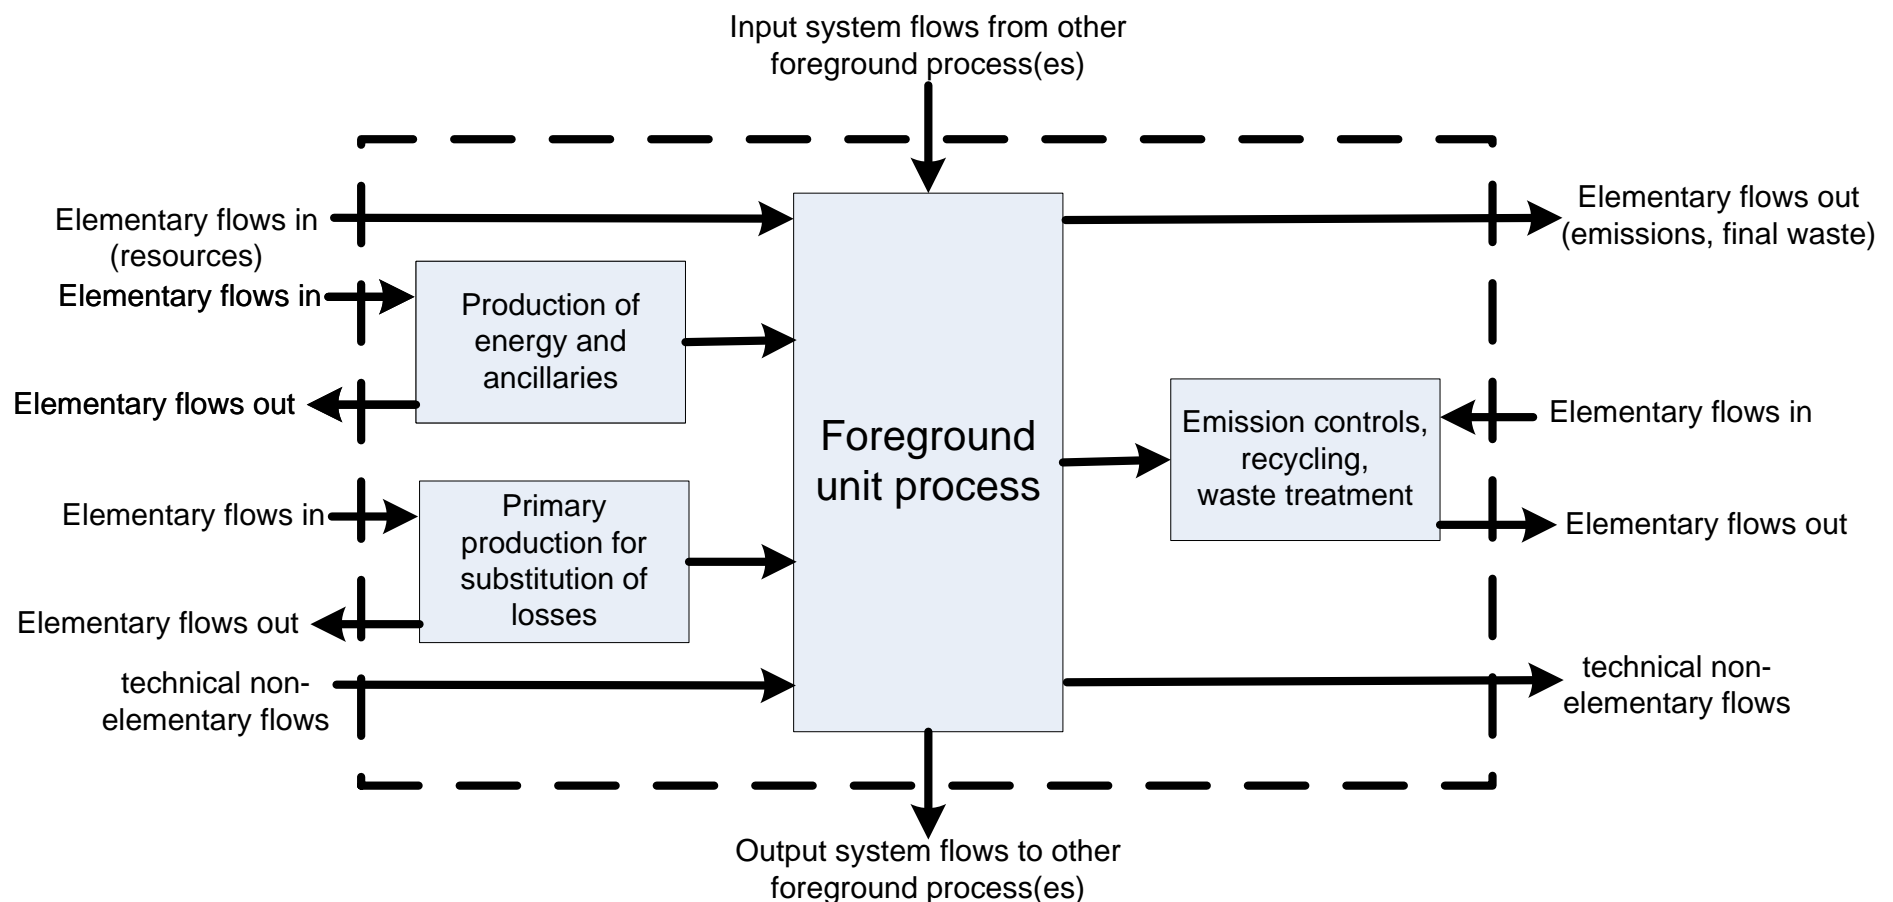 Input system flows from other
foreground process(es)
Elementary flows in
(resources)
Elementary flows in
Elementary flows out
Elementary flows in
Elementary flows out
technical non-
elementary flows
Production of
energy and
ancillaries
Primary
production for
substitution of
losses
Foreground
unit process
Emission controls,
recycling,
waste treatment
Elementary flows out
(emissions, final waste)
Elementary flows in
Elementary flows out
technical non-
elementary flows
Output system flows to other
foreground process(es)